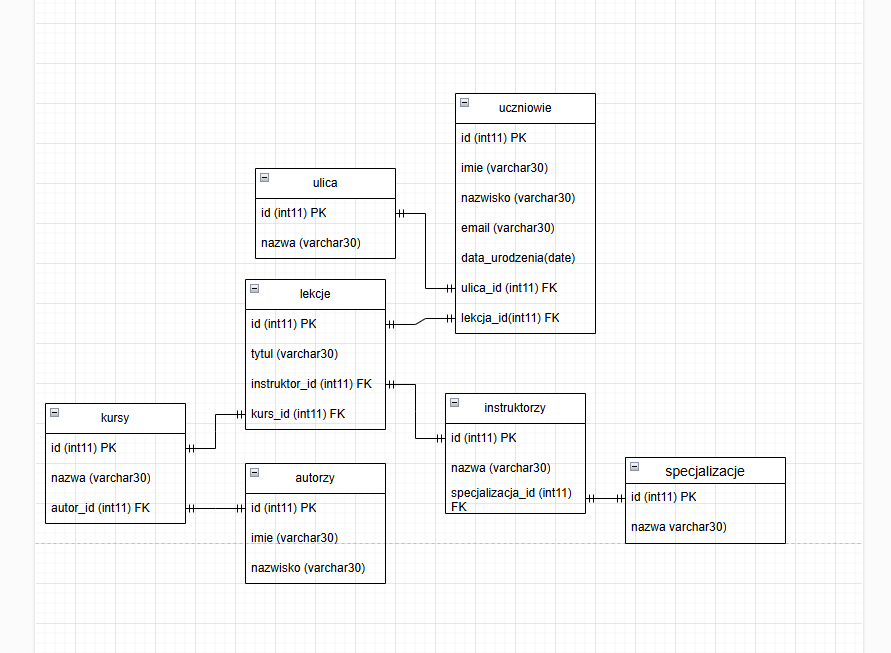 uczniowie
id (int11) PK
imie (varchar30)
nazwisko (varchar30)
email (varchar30)
data_urodzenia(date)
ulica_id (int11) FK
lekcja_id(int11) FK
ulica
id (int11) PK
nazwa (varchar30)
lekcje
id (int11) PK
tytul (varchar30)
instruktor_id (int11) FK
kurs_id (int11) FK
kursy
id (int11) PK
nazwa (varchar30)
autor_id (int11) FK
autorzy
id (int11) PK
imie (varchar30)
nazwisko (varchar30)
instruktorzy
id (int11) PK
nazwa (varchar30)
specjalizacja_id (int11)
FK
specjalizacje
id (int11) PK
nazwa varchar30)